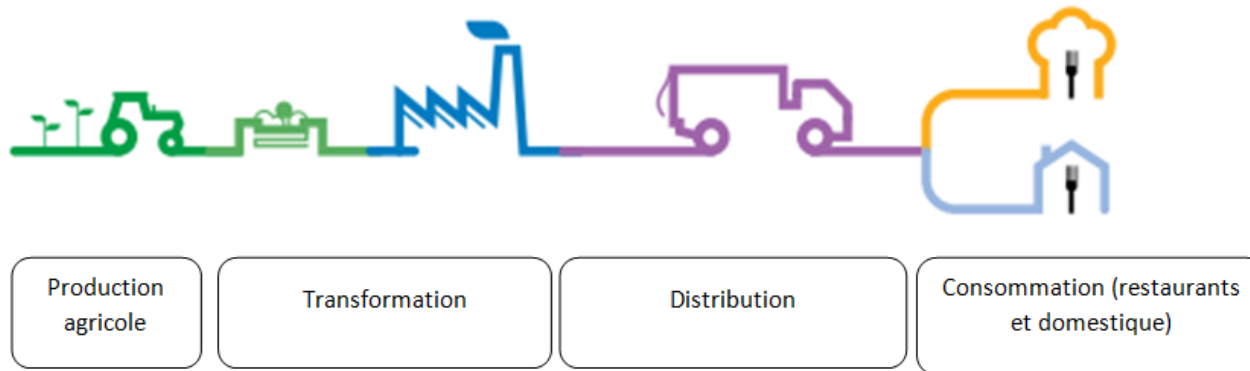 Production
agricole
Transformation
Distribution
Consommation (restaurants
et domestique)